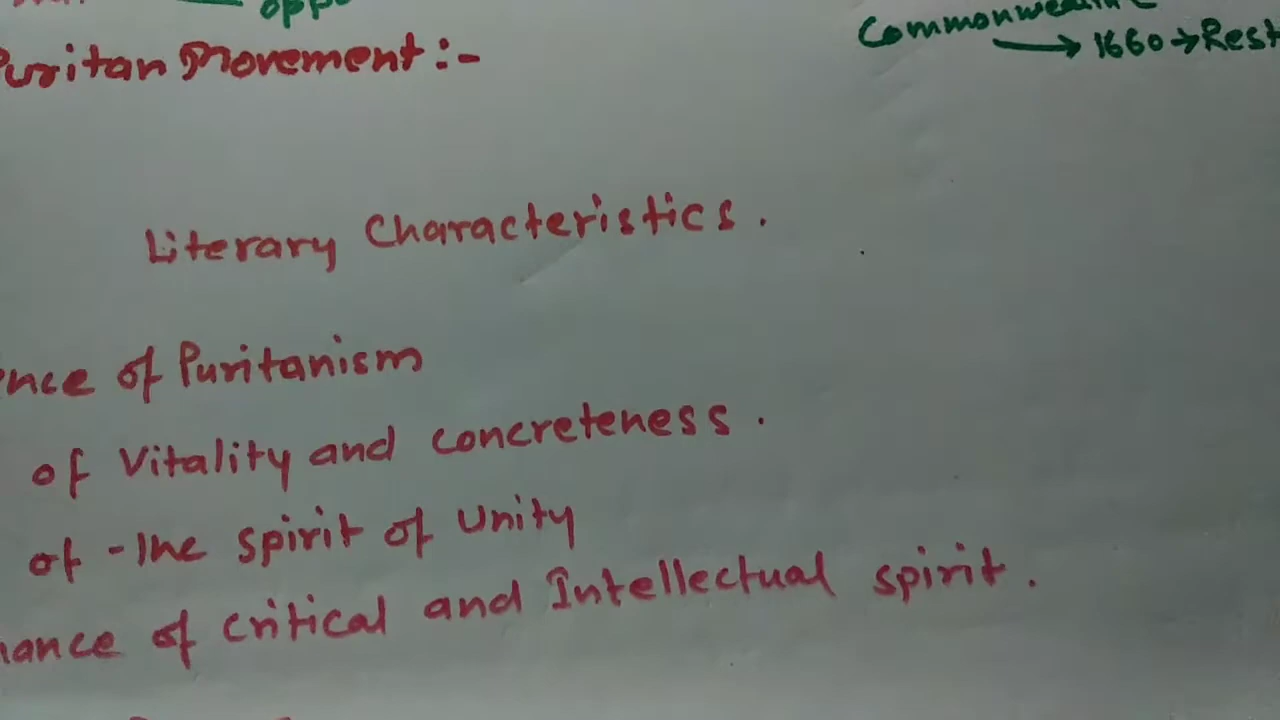 Commonwealth
→ 1660 → Rest
Puritan Movement :-
Literary Characteristics.
ence of Puritanism
of Vitality and concreteness.
of the spirit of Unity
nance of critical and Intellectual spirit.